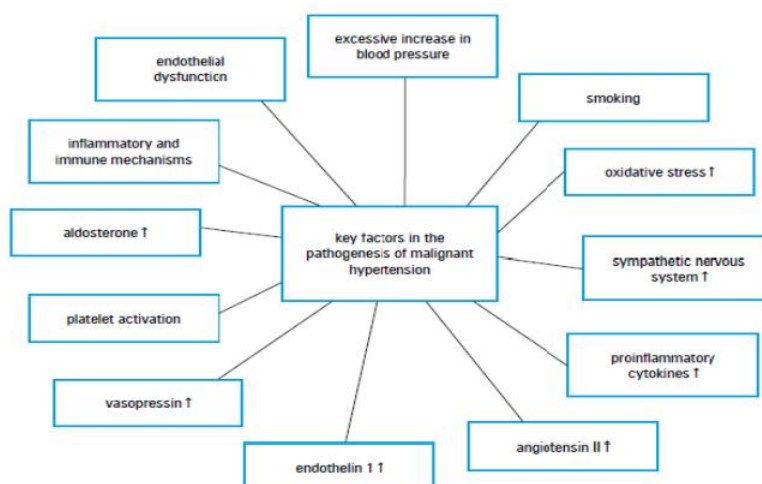 excessive increase in
blood pressure
endothelial
dysfunction
smoking
inflammatory and
immune mechanisms
oxidative stress ↑
aldosterone ↑
key factors in the
pathogenesis of malignant
hypertension
sympathetic nervous
system ↑
platelet activation
proinflammatory
cytokines ↑
vasopressin ↑
angiotensin II ↑
endothelin 1 ↑